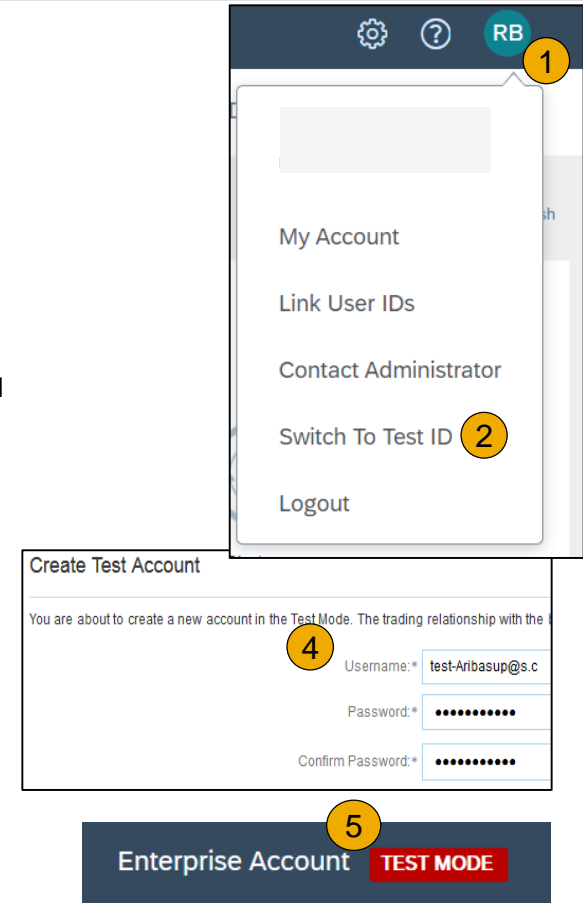 RB
1
sh
My Account
Link User IDs
Contact Administrator
Switch To Test ID 2
Logout
Create Test Account
You are about to create a new account in the Test Mode. The trading relationship with the
4
Username:* test-Aribasup@s.c
Password:* •••••••••••
Confirm Password:* •••••••••••
5
Enterprise Account TEST MODE